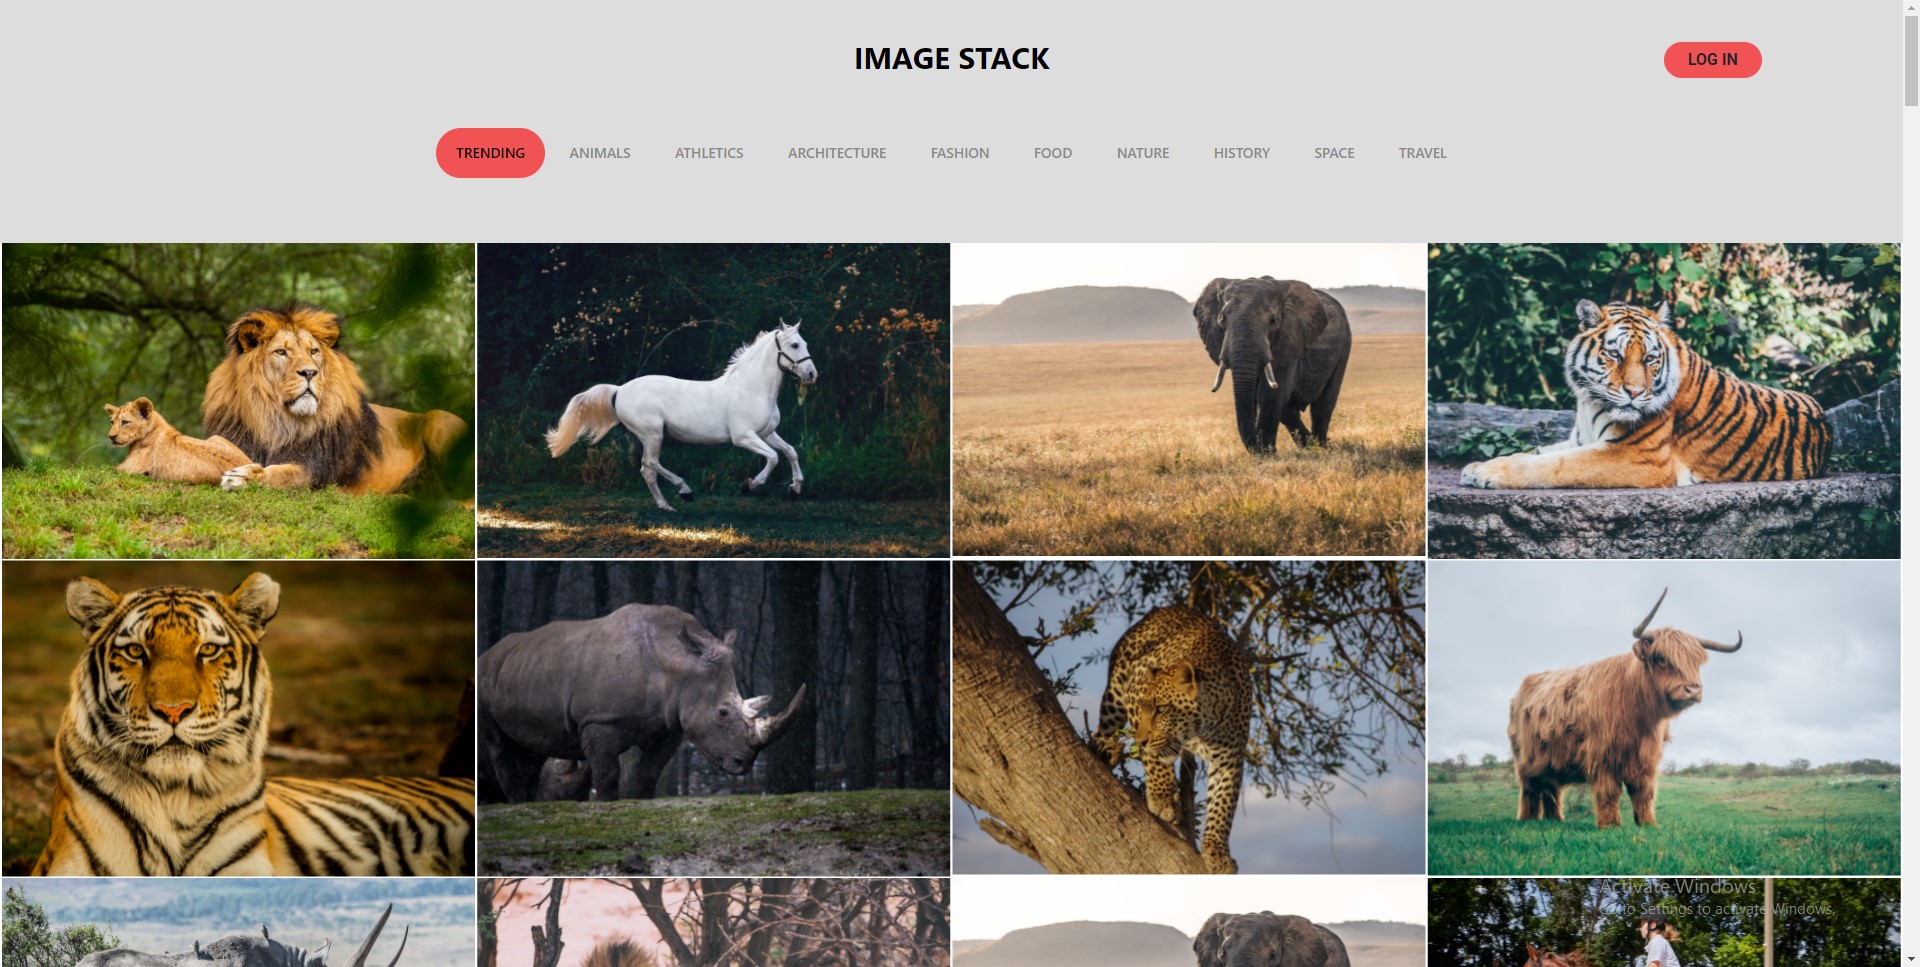 IMAGE STACK
LOG IN
TRENDING
ANIMALS
ATHLETICS
ARCHITECTURE
FASHION
FOOD
NATURE
HISTORY
SPACE
TRAVEL
Activate Windows
Go to Settings to activate Windows.